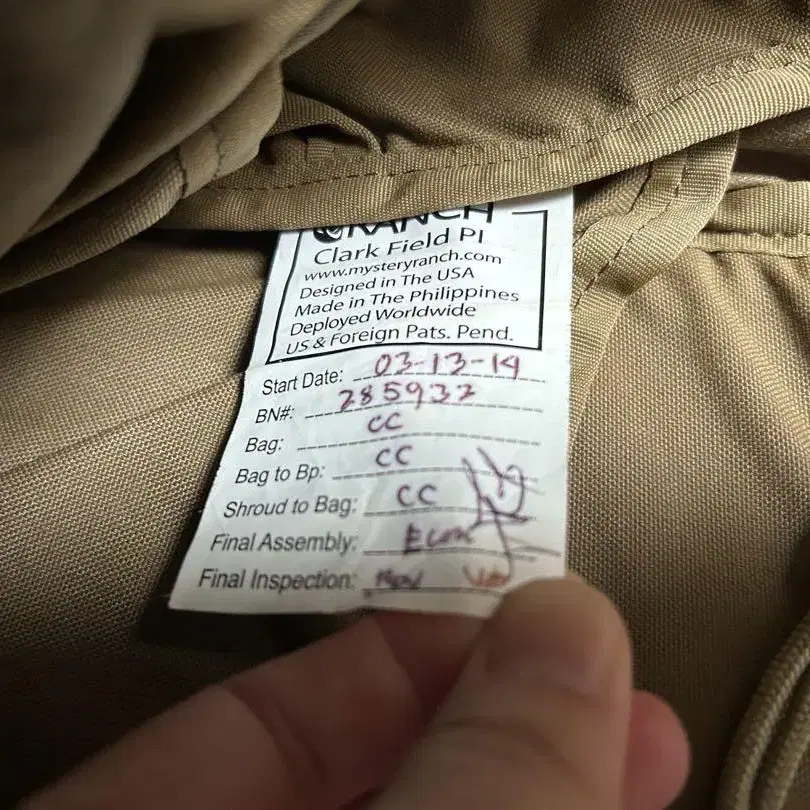 RANCH
Clark Field PI
www.mysteryranch.com
Designed in The USA
Made in The Philippines
Deployed Worldwide
US & Foreign Pats. Pend.
Start Date: 03-13-14
BN#: 285932
Bag: CC
Bag to Bp: CC
Shroud to Bag: CC
Final Assembly:
Final Inspection: